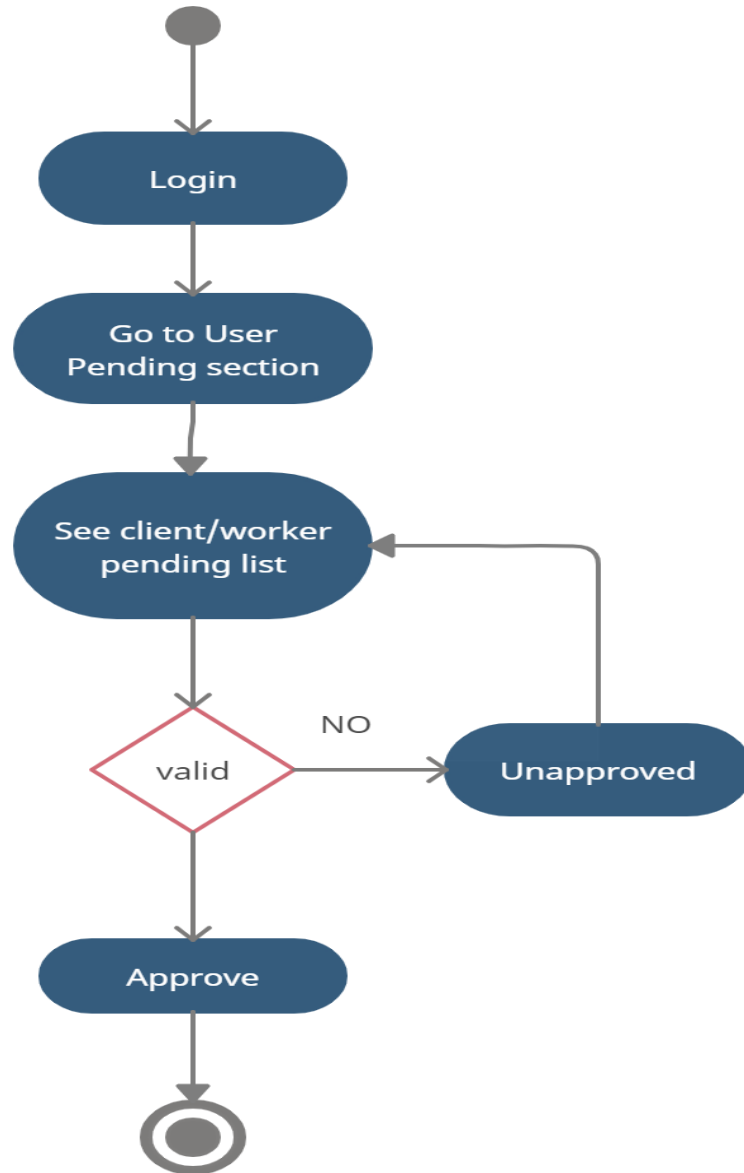 Login
Go to User
Pending section
See client/worker
pending list
NO
valid
Unapproved
Approve